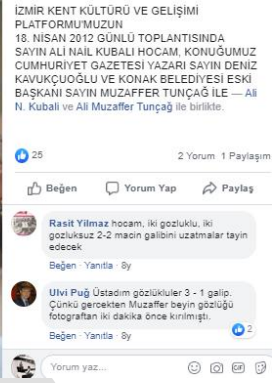 İZMİR KENT KÜLTÜRÜ VE GELİŞİMİ
PLATFORMU'MUZUN
18. NİSAN 2012 GÜNLÜ TOPLANTISINDA
SAYIN ALİ NAİL KUBALI HOCAM, KONUĞUMUZ
CUMHURİYET GAZETESİ YAZARI SAYIN DENİZ
KAVUKÇUOĞLU VE KONAK BELEDİYESİ ESKİ
BAŞKANI SAYIN MUZAFFER TUNÇAĞ İLE — Ali
N. Kubali ve Ali Muzaffer Tunçağ ile birlikte.
25
2 Yorum 1 Paylaşım
Beğen Yorum Yap Paylaş
Rasit Yilmaz hocam, iki gozluklu, iki
gozluksuz 2-2 macin galibini uzatmalar tayin
edecek
Beğen · Yanıtla · 8y
Ulvi Puğ Üstadım gözlükluler 3 - 1 galip.
Çünkü gercekten Muzaffer beyin gözlüğü
fotograftan iki dakika önce kırılmıştı.
2
Beğen · Yanıtla · 8y
Yorum yaz...
GIF